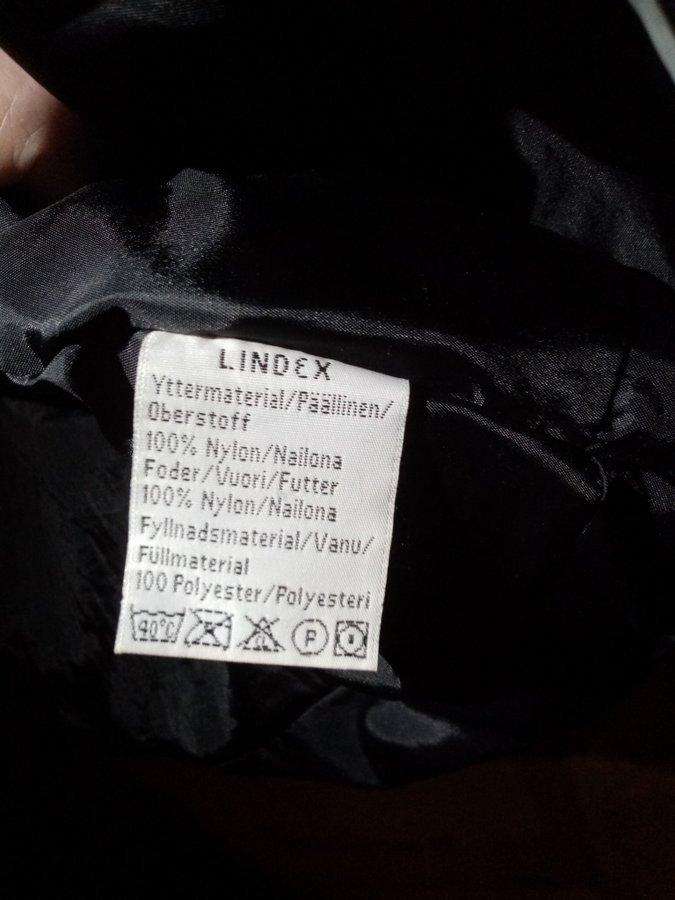 LINDEX
Yttermaterial/Päällinen/
Oberstoff
100% Nylon/Nailona
Foder/Vuori/Futter
100% Nylon/Nailona
Fyllnadsmaterial/Vanu/
Füllmaterial
100 Polyester/Polyesteri
40°C P